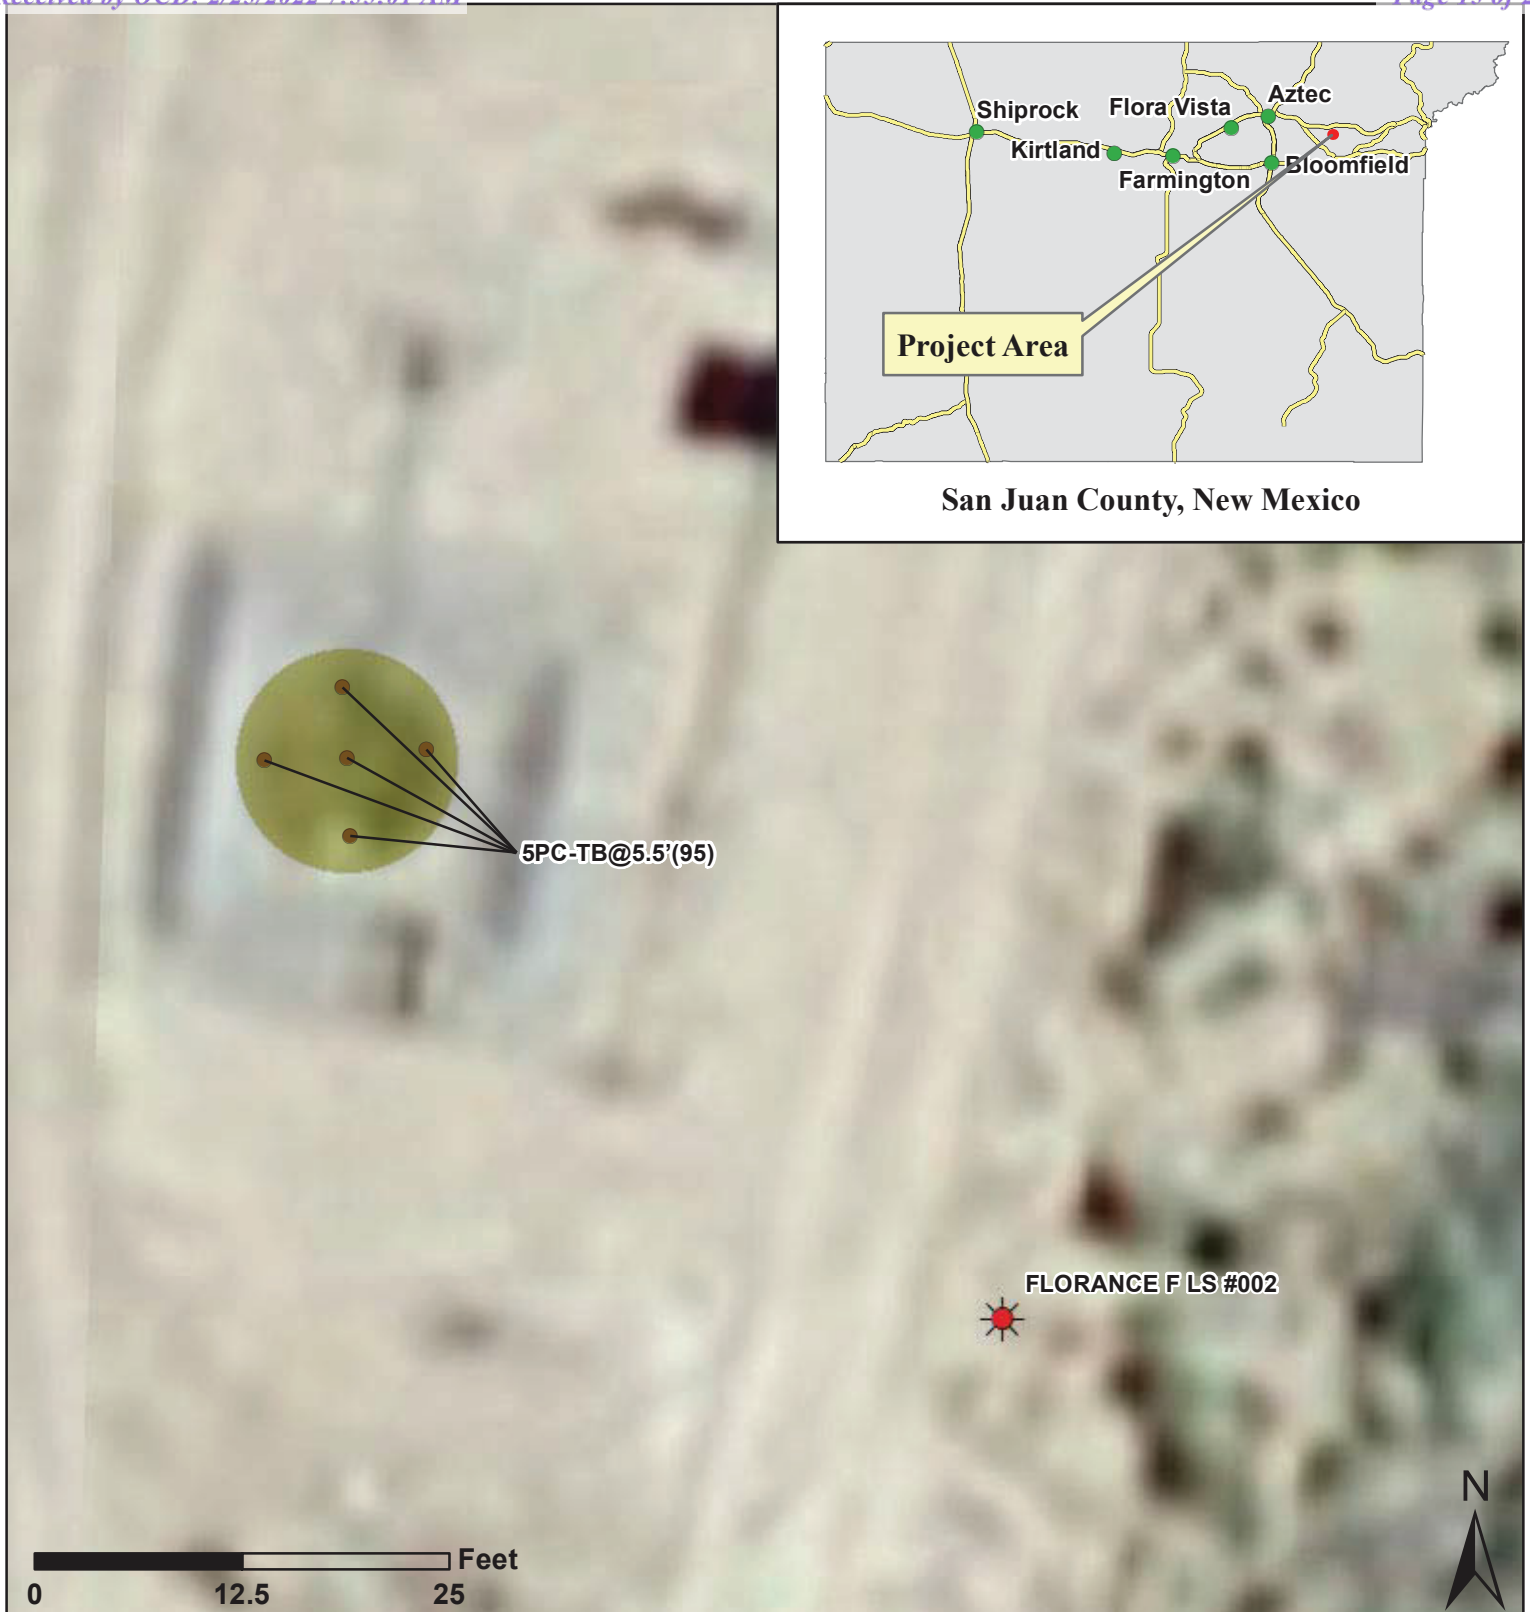 Shiprock
Flora Vista
Aztec
Kirtland
Farmington
Bloomfield
Project Area
San Juan County, New Mexico
5PC-TB@5.5'(95)
FLORANCE F LS #002
N
Feet
0 12.5 25